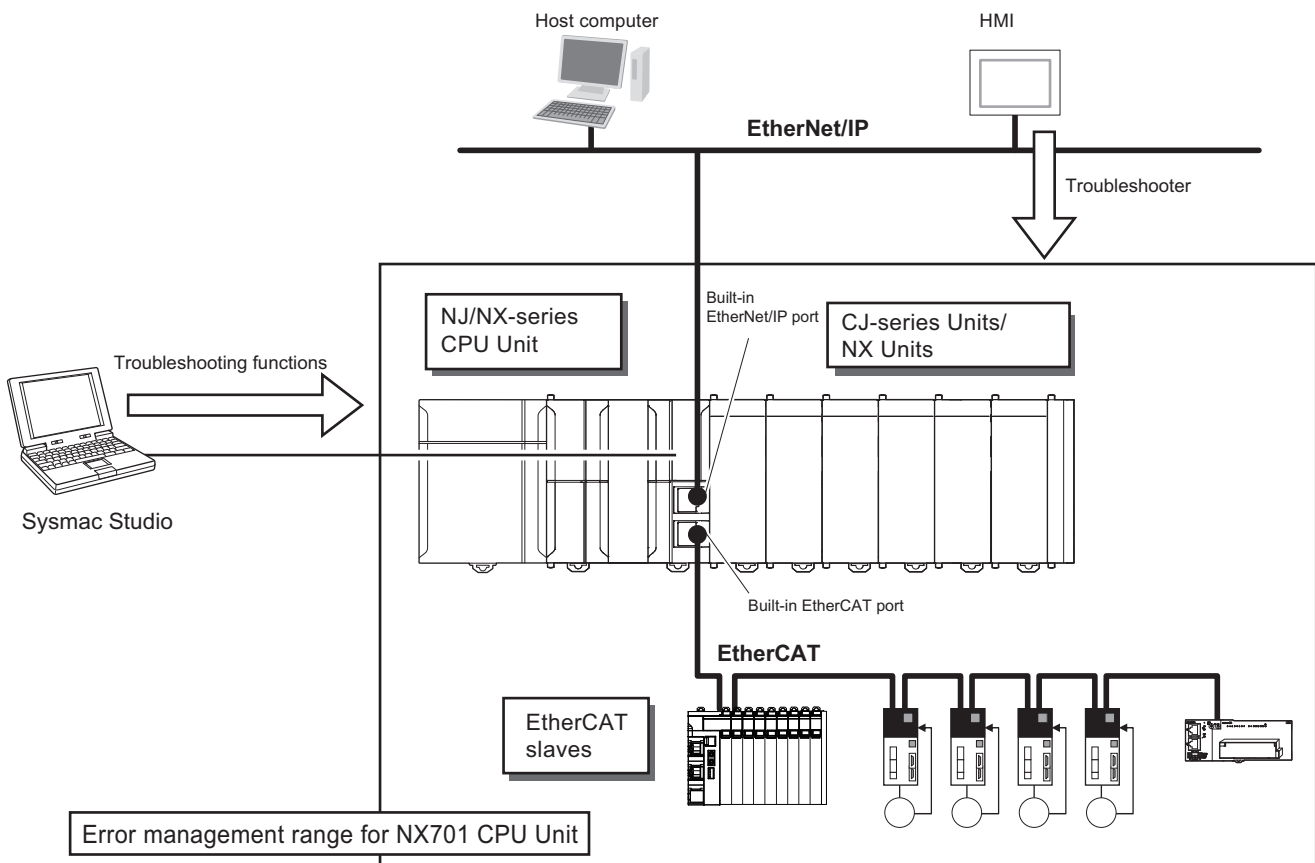 Host computer
HMI
EtherNet/IP
Troubleshooter
Built-in
EtherNet/IP port
NJ/NX-series
CPU Unit
CJ-series Units/
NX Units
Troubleshooting functions
Sysmac Studio
Built-in EtherCAT port
EtherCAT
EtherCAT
slaves
Error management range for NX701 CPU Unit